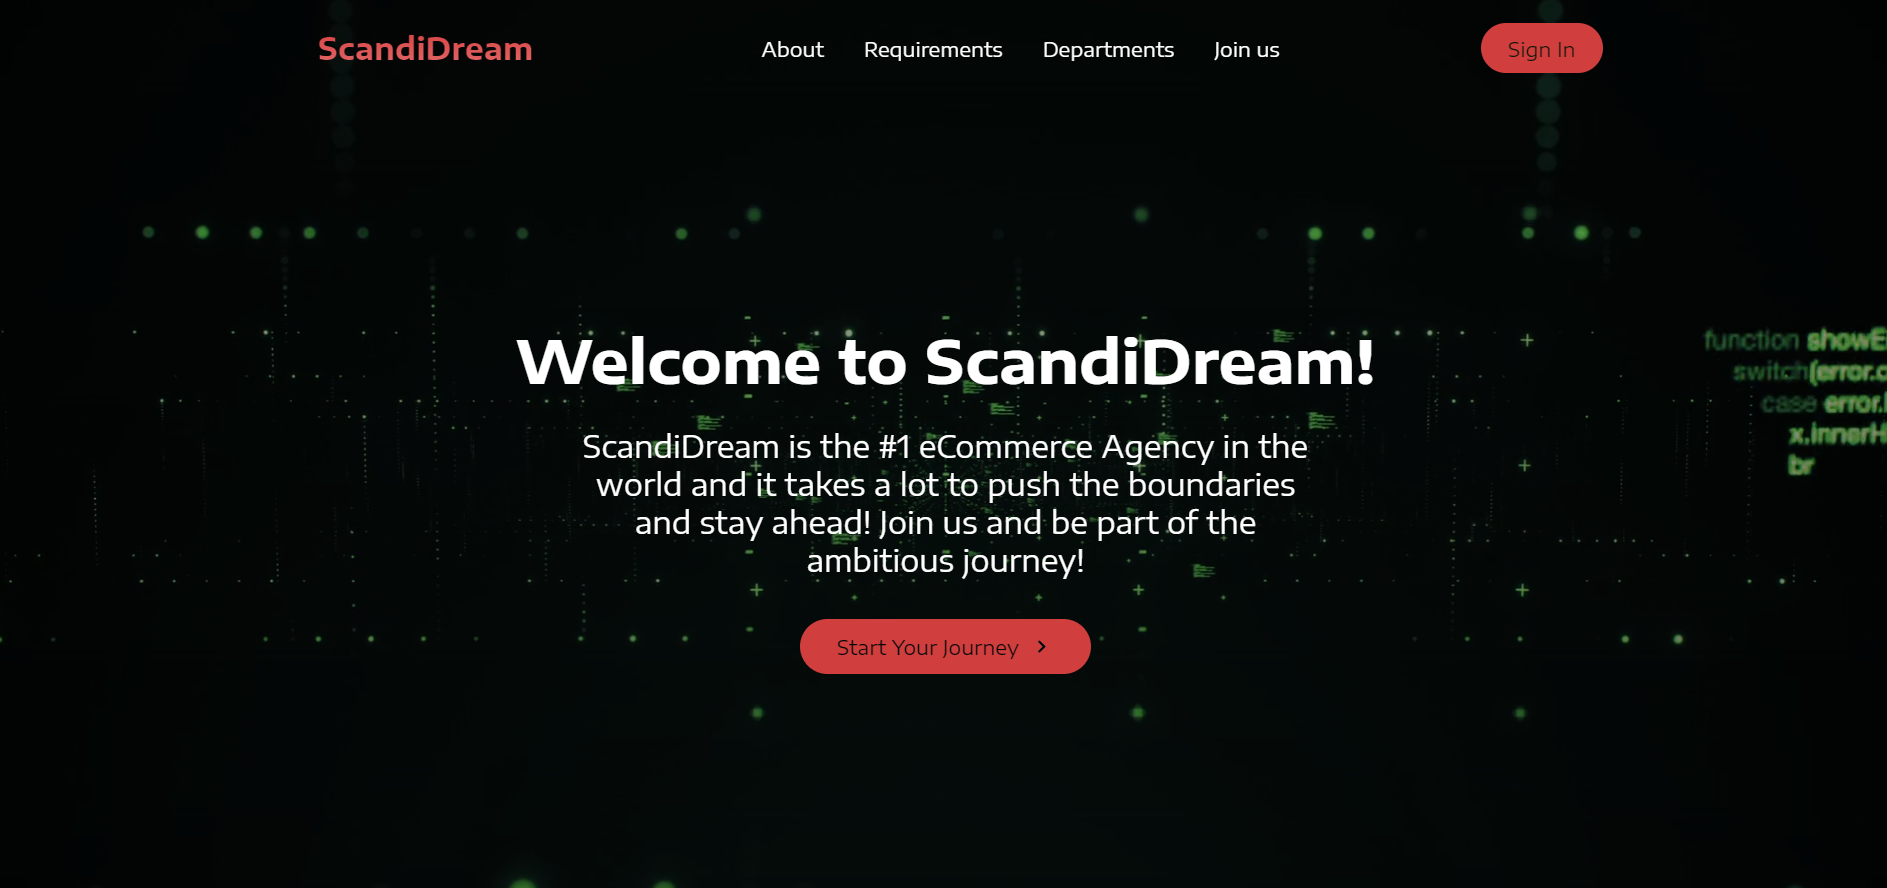 ScandiDream
About Requirements Departments Join us
Sign In
Welcome to ScandiDream!
ScandiDream is the #1 eCommerce Agency in the
world and it takes a lot to push the boundaries
and stay ahead! Join us and be part of the
ambitious journey!
Start Your Journey
function
switch(error.
case error.
x.inner
br